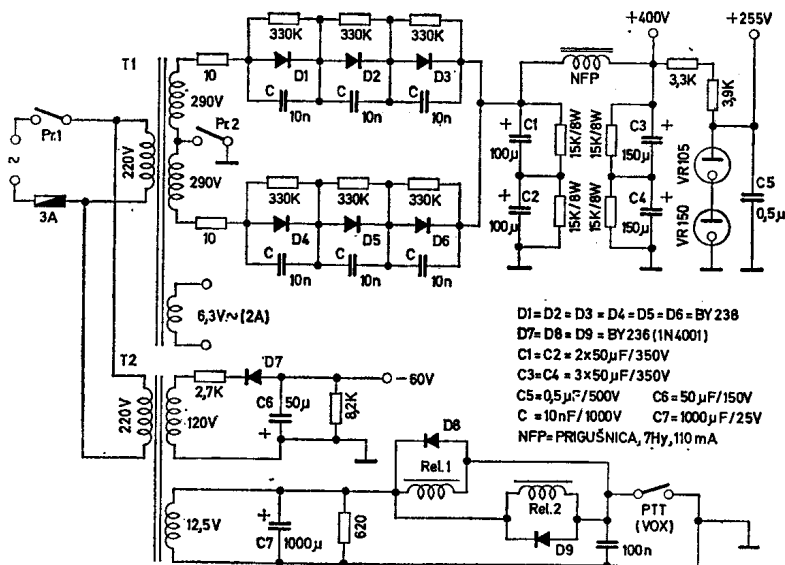 330K 330K 330K
+400V
+255V
T1
10
D1 D2 D3
NFP
3,3K
3,9K
C C C
10n 10n 10n
290V
Pr.1
Pr.2
~
220V
3A
290V
C1
100µ
15K/8W
15K/8W
C3
150µ
VR105
330K 330K 330K
C2
100µ
15K/8W
15K/8W
C4
150µ
VR150
C5
0,5µ
10
D4 D5 D6
C C C
10n 10n 10n
6,3V~(2A)
D1=D2=D3=D4=D5=D6=BY238
D7=D8=D9=BY236(1N4001)
C1=C2=2x50µF/350V
C3=C4=3x50µF/350V
C5=0,5µF/500V C6=50µF/150V
C=10nF/1000V C7=1000µF/25V
NFP=PRIGUŠNICA, 7Hy, 110mA
T2
D7
-60V
2,7K
220V
120V
C6
50µ
8,2K
D8
Rel.1
Rel.2
PTT
(VOX)
12,5V
C7
1000µ
620
D9
100n